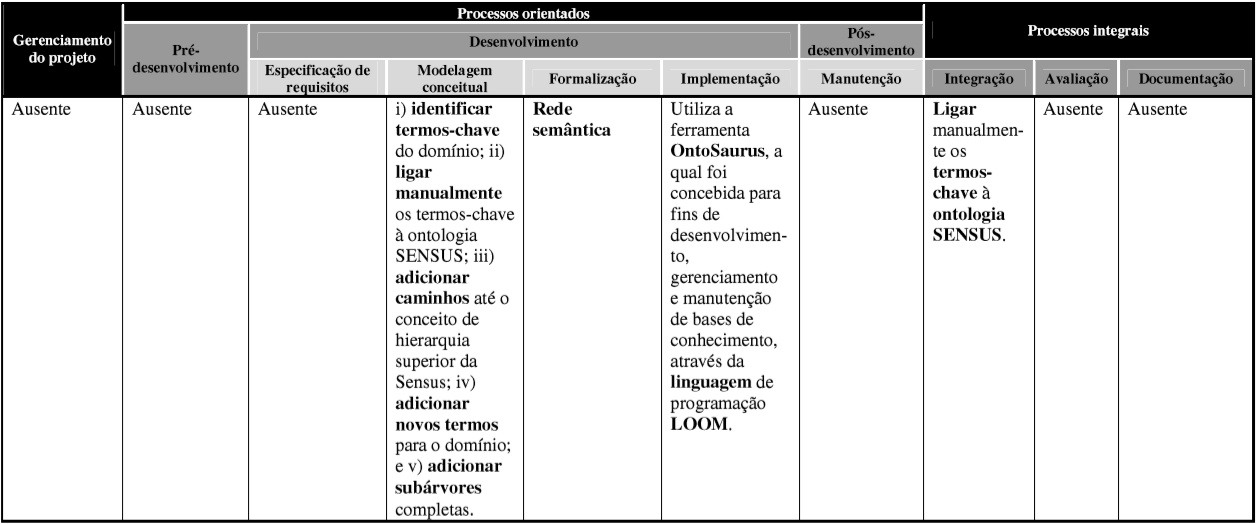 Processos orientados
Gerenciamento
do projeto
Pré-
desenvolvimento
Desenvolvimento
Pós-
desenvolvimento
Processos integrais
Especificação de
requisitos
Modelagem
conceitual
Formalização
Implementação
Manutenção
Integração
Avaliação
Documentação
Ausente
Ausente
Ausente
i) identificar
termos-chave
do domínio; ii)
ligar
manualmente
os termos-chave
à ontologia
SENSUS; iii)
adicionar
caminhos até o
conceito de
hierarquia
superior da
Sensus; iv)
adicionar
novos termos
para o domínio;
e v) adicionar
subárvores
completas.
Rede
semântica
Utiliza a
ferramenta
OntoSaurus, a
qual foi
concebida para
fins de
desenvolvimen-
to,
gerenciamento
e manutenção
de bases de
conhecimento,
através da
linguagem de
programação
LOOM.
Ausente
Ligar
manualmen-
te os
termos-
chave à
ontologia
SENSUS.
Ausente
Ausente